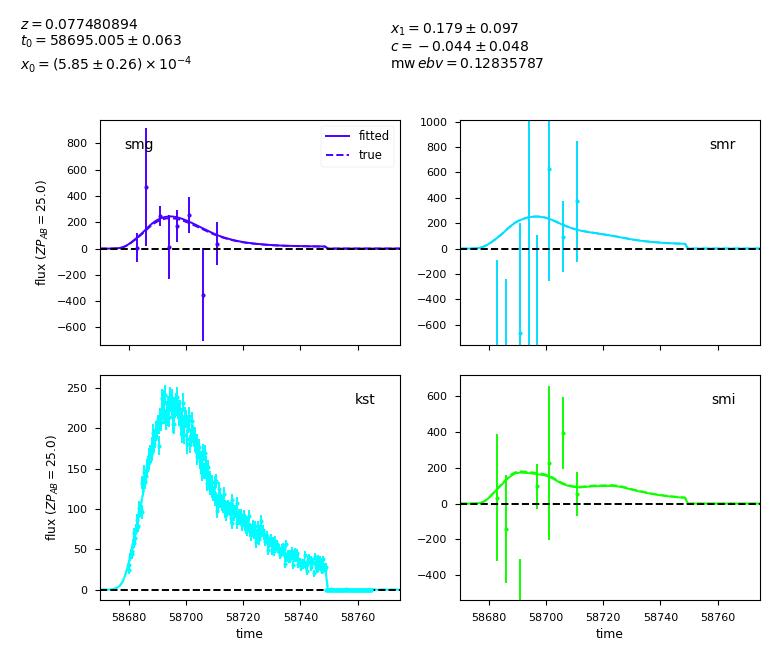 z = 0.077480894
t₀ = 58695.005 ± 0.063
x₀ = (5.85 ± 0.26) × 10⁻⁴
x₁ = 0.179 ± 0.097
c = −0.044 ± 0.048
mw ebv = 0.12835787
smg
fitted
true
800
600
400
200
0
−200
−400
−600
flux (ZP_AB = 25.0)
smr
1000
800
600
400
200
0
−200
−400
−600
kst
250
200
150
100
50
0
flux (ZP_AB = 25.0)
58680 58700 58720 58740 58760
time
smi
600
400
200
0
−200
−400
58680 58700 58720 58740 58760
time